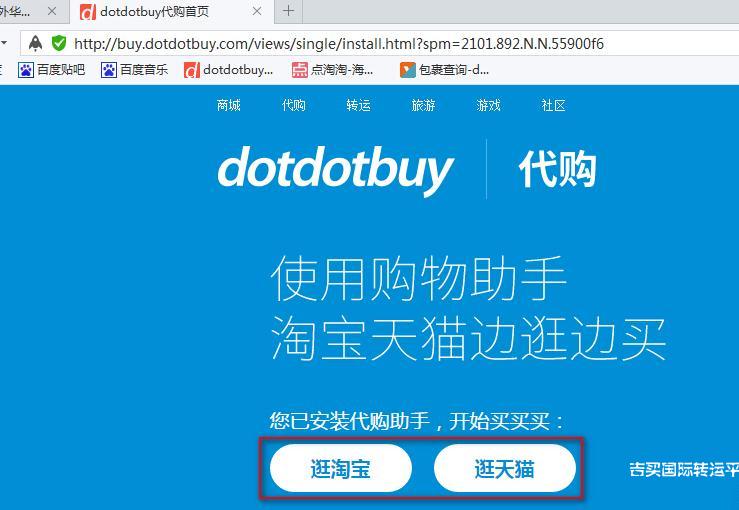 外华...
dotdotbuy代购首页
http://buy.dotdotbuy.com/views/single/install.html?spm=2101.892.N.N.55900f6
百度贴吧 百度音乐 dotdotbuy... 点淘淘-海... 包裹查询-d...
商城 代购 转运 旅游 游戏 社区
dotdotbuy 代购
使用购物助手
淘宝天猫边逛边买
您已安装代购助手，开始买买买：
逛淘宝 逛天猫
吉买国际转运平